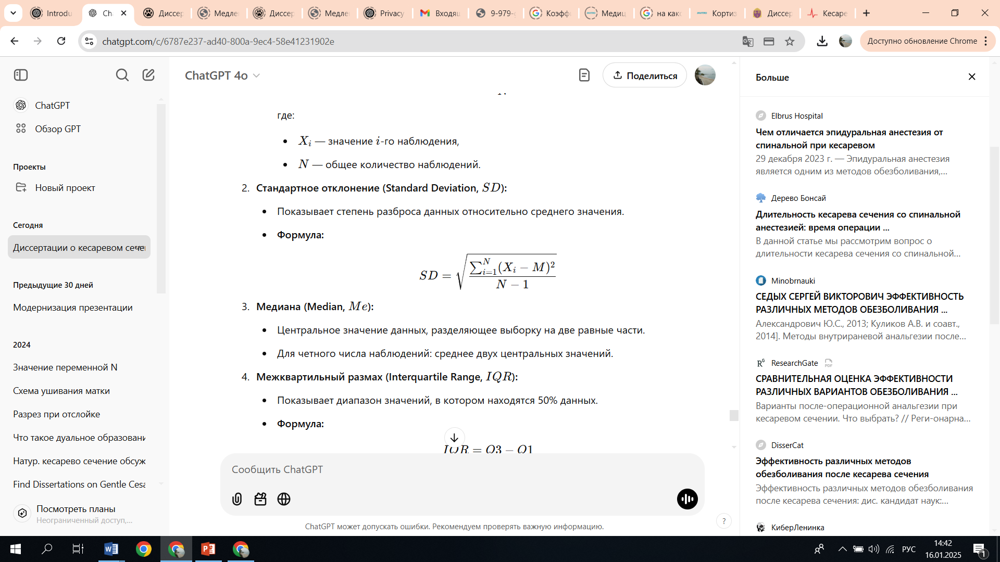 Introdu
Ch
Диссер
Медле
Диссер
Медле
Privacy
Входящ
9-979-
Коэфф
Медиц
на как
Кортиз
Диссер
Кесаре
chatgpt.com/c/6787e237-ad40-800a-9ec4-58e41231902e
Доступно обновление Chrome
ChatGPT
Обзор GPT
Проекты
Новый проект
Сегодня
Диссертации о кесаревом сече
Предыдущие 30 дней
Модернизация презентации
2024
Значение переменной N
Схема ушивания матки
Разрез при отслойке
Что такое дуальное образовани
Натур. кесарево сечение обсуж
Find Dissertations on Gentle Cesa
Посмотреть планы
Неограниченный доступ,...
ChatGPT 4o
Поделиться
где:
• X_i — значение i-го наблюдения,
• N — общее количество наблюдений.
2. Стандартное отклонение (Standard Deviation, SD):
• Показывает степень разброса данных относительно среднего значения.
• Формула:
SD = √(∑_{i=1}^{N}(X_i − M)² / (N − 1))
3. Медиана (Median, Me):
• Центральное значение данных, разделяющее выборку на две равные части.
• Для четного числа наблюдений: среднее двух центральных значений.
4. Межквартильный размах (Interquartile Range, IQR):
• Показывает диапазон значений, в котором находятся 50% данных.
• Формула:
IQR = Q3 − Q1
Сообщить ChatGPT
ChatGPT может допускать ошибки. Рекомендуем проверять важную информацию.
?
Больше
Elbrus Hospital
Чем отличается эпидуральная анестезия от
спинальной при кесаревом
29 декабря 2023 г. — Эпидуральная анестезия
является одним из методов обезболивания,...
Дерево Бонсай
Длительность кесарева сечения со спинальной
анестезией: время операции ...
В данной статье мы рассмотрим вопрос о
длительности кесарева сечения со спинальной...
Minobrnauki
СЕДЫХ СЕРГЕЙ ВИКТОРОВИЧ ЭФФЕКТИВНОСТЬ
РАЗЛИЧНЫХ МЕТОДОВ ОБЕЗБОЛИВАНИЯ ...
Александрович Ю.С., 2013; Куликов А.В. и соавт.,
2014]. Методы внутрираневой анальгезии после...
ResearchGate PDF
СРАВНИТЕЛЬНАЯ ОЦЕНКА ЭФФЕКТИВНОСТИ
РАЗЛИЧНЫХ ВАРИАНТОВ ОБЕЗБОЛИВАНИЯ ...
Варианты после-операционной анальгезии при
кесаревом сечении. Что выбрать? // Реги-онарна...
DisserCat
Эффективность различных методов
обезболивания после кесарева сечения
Эффективность различных методов обезболивания
после кесарева сечения: дис. кандидат наук:...
КиберЛенинка
РУС
14:42
16.01.2025
1